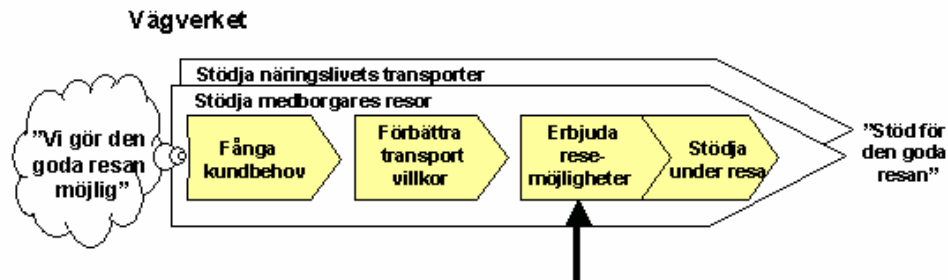 Vägverket
Stödja näringslivets transporter
Stödja medborgares resor
"Vi gör den
goda resan
möjlig"
Fånga
kundbehov
Förbättra
transport
villkor
Erbjuda
rese-
möjligheter
Stödja
under resa
"Stöd för
den goda
resan"